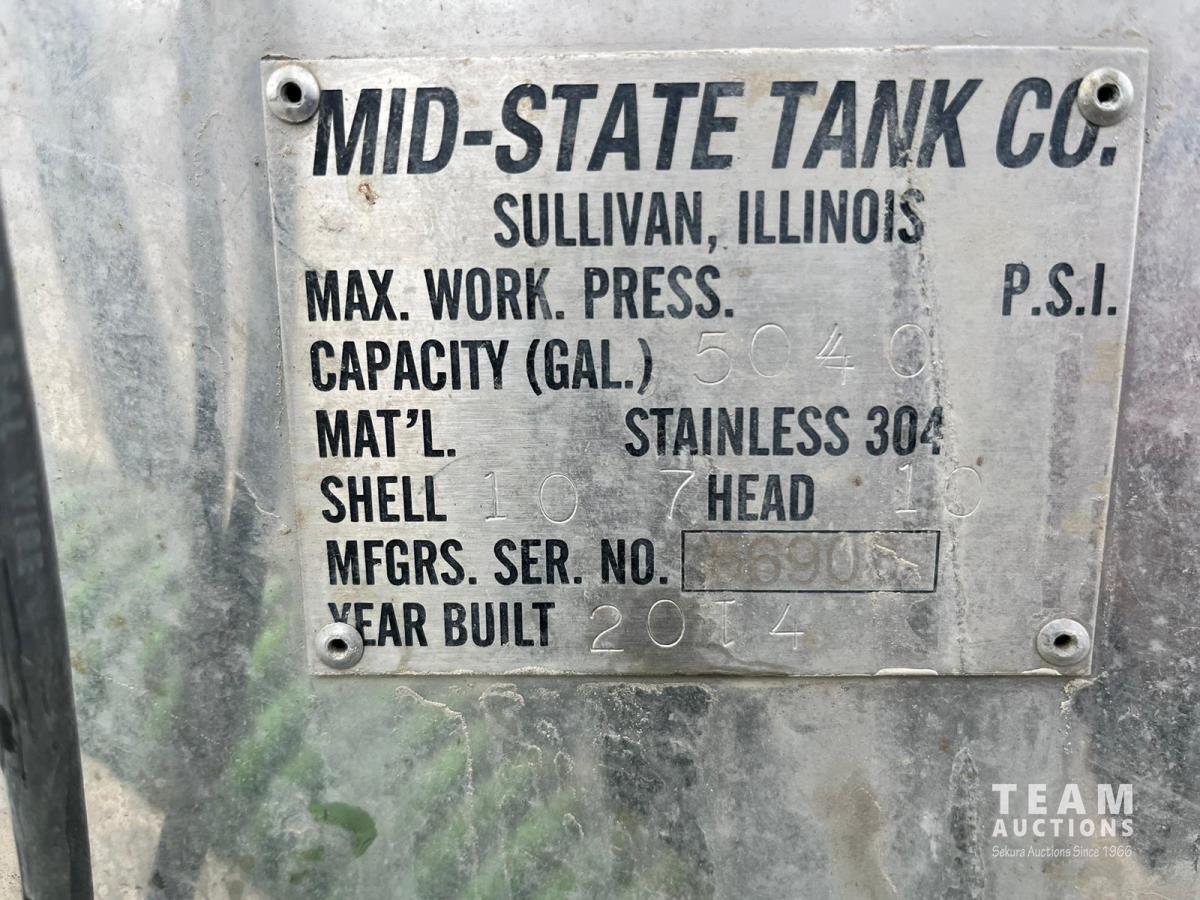 MID-STATE TANK CO.
SULLIVAN, ILLINOIS
MAX. WORK. PRESS. P.S.I.
CAPACITY (GAL.) 5040
MAT'L. STAINLESS 304
SHELL 10 7 HEAD 10
MFGRS. SER. NO.
YEAR BUILT 2014
TEAM
AUCTIONS
Sekura Auctions Since 1966